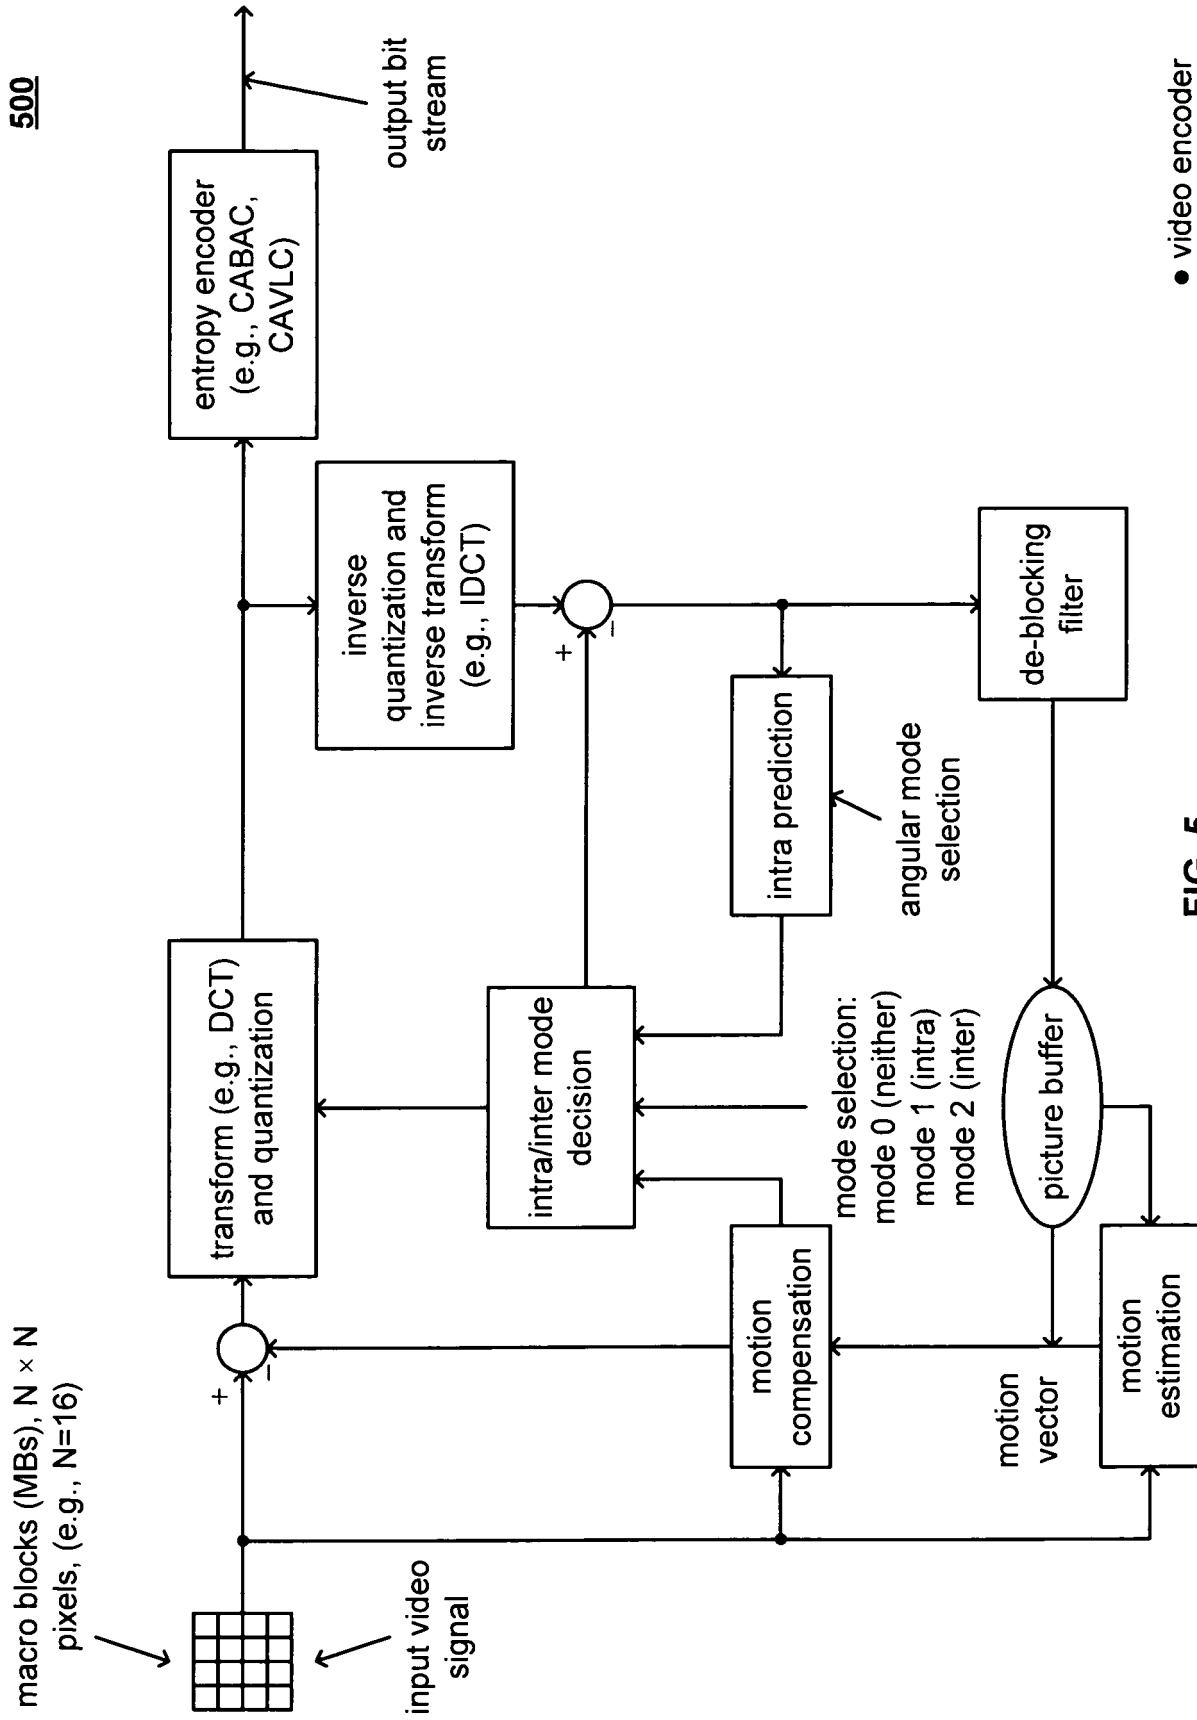 500
macro blocks (MBs), N × N
pixels, (e.g., N=16)
input video
signal
+
–
transform (e.g., DCT)
and quantization
entropy encoder
(e.g., CABAC,
CAVLC)
output bit
stream
inverse
quantization and
inverse transform
(e.g., IDCT)
+
–
intra/inter mode
decision
motion
compensation
intra prediction
angular mode
selection
mode selection:
mode 0 (neither)
mode 1 (intra)
mode 2 (inter)
motion
vector
picture buffer
de-blocking
filter
motion
estimation
• video encoder
FIG. 5